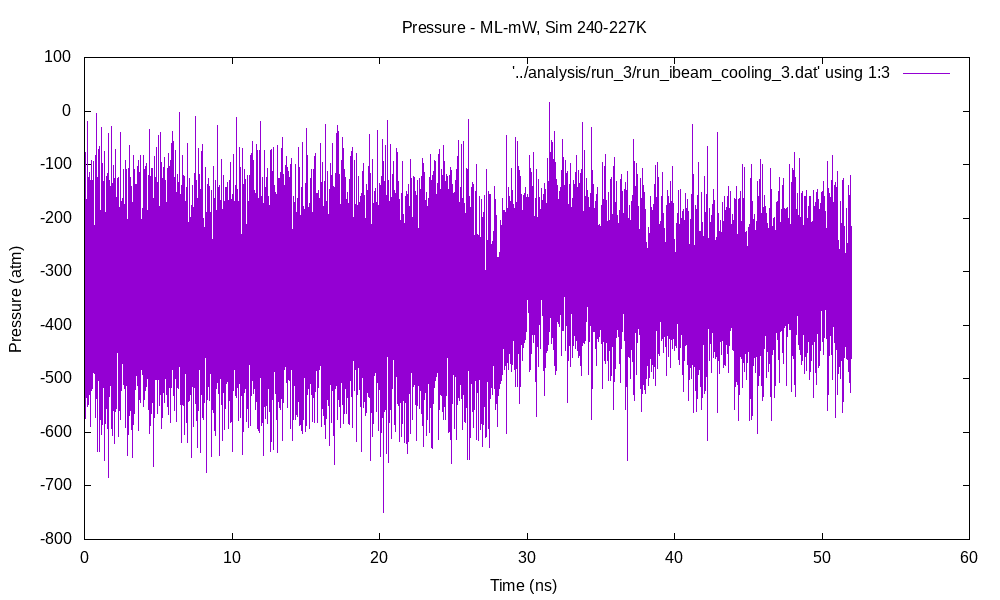 Pressure - ML-mW, Sim 240-227K
'../analysis/run_3/run_ibeam_cooling_3.dat' using 1:3
100
0
-100
-200
-300
-400
-500
-600
-700
-800
Pressure (atm)
0 10 20 30 40 50 60
Time (ns)